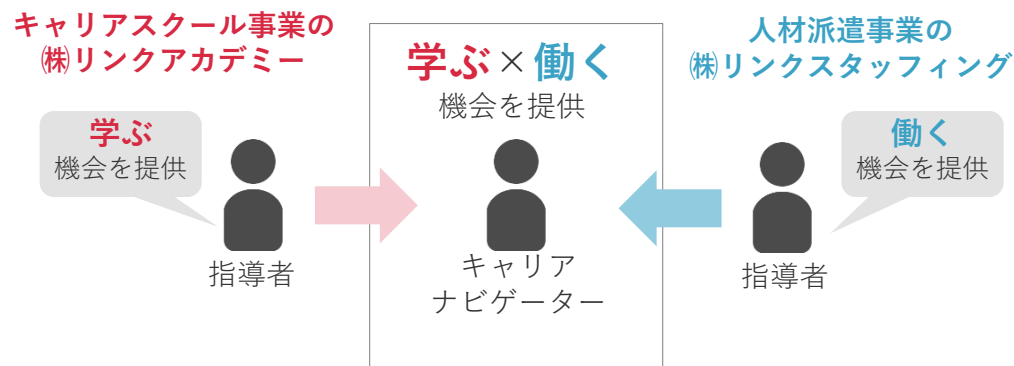 キャリアスクール事業の
㈱リンクアカデミー
学ぶ
機会を提供
指導者
学ぶ×働く
機会を提供
キャリア
ナビゲーター
人材派遣事業の
㈱リンクスタッフィング
働く
機会を提供
指導者